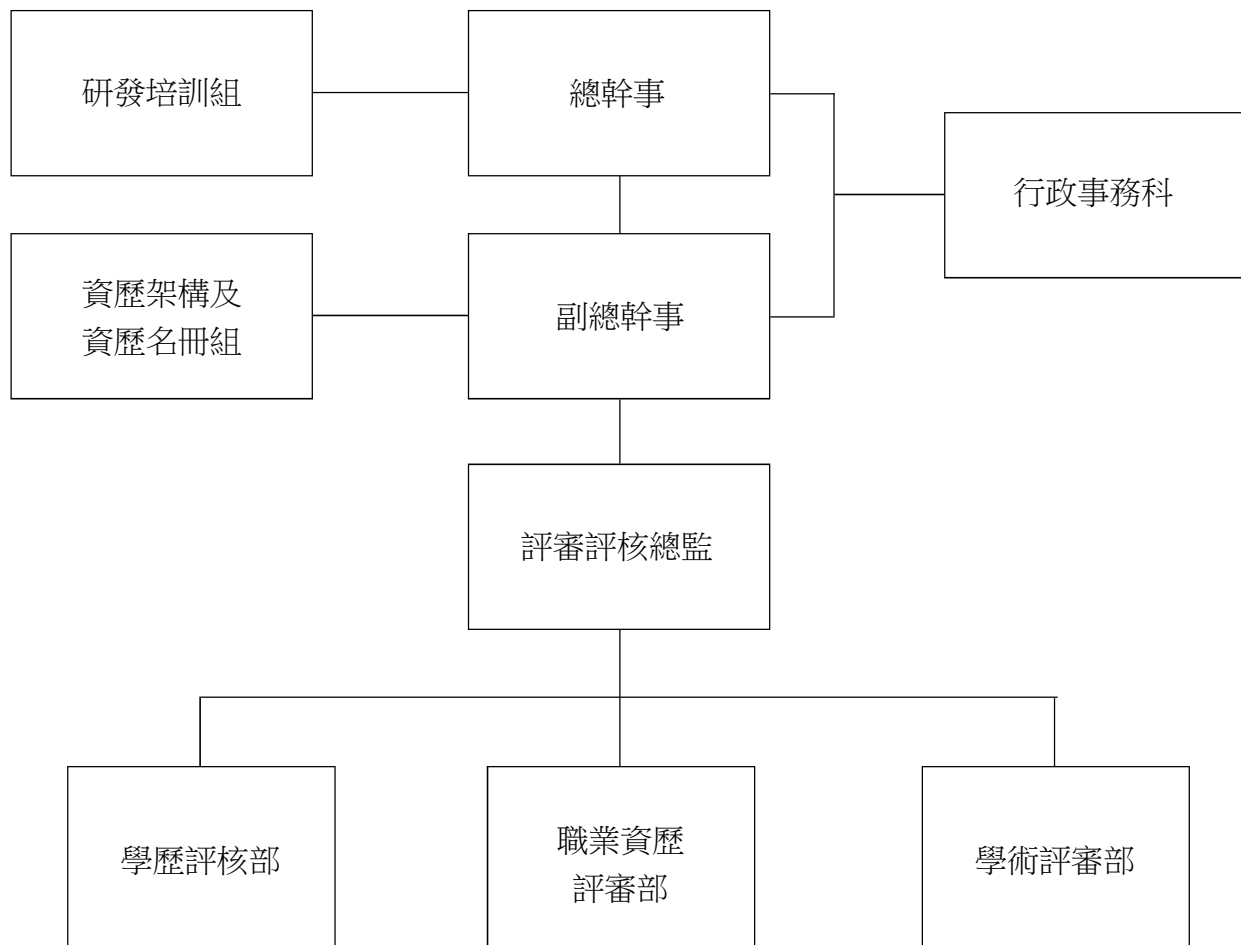 研發培訓組
總幹事
行政事務科
資歷架構及
資歷名冊組
副總幹事
評審評核總監
學歷評核部
職業資歷
評審部
學術評審部